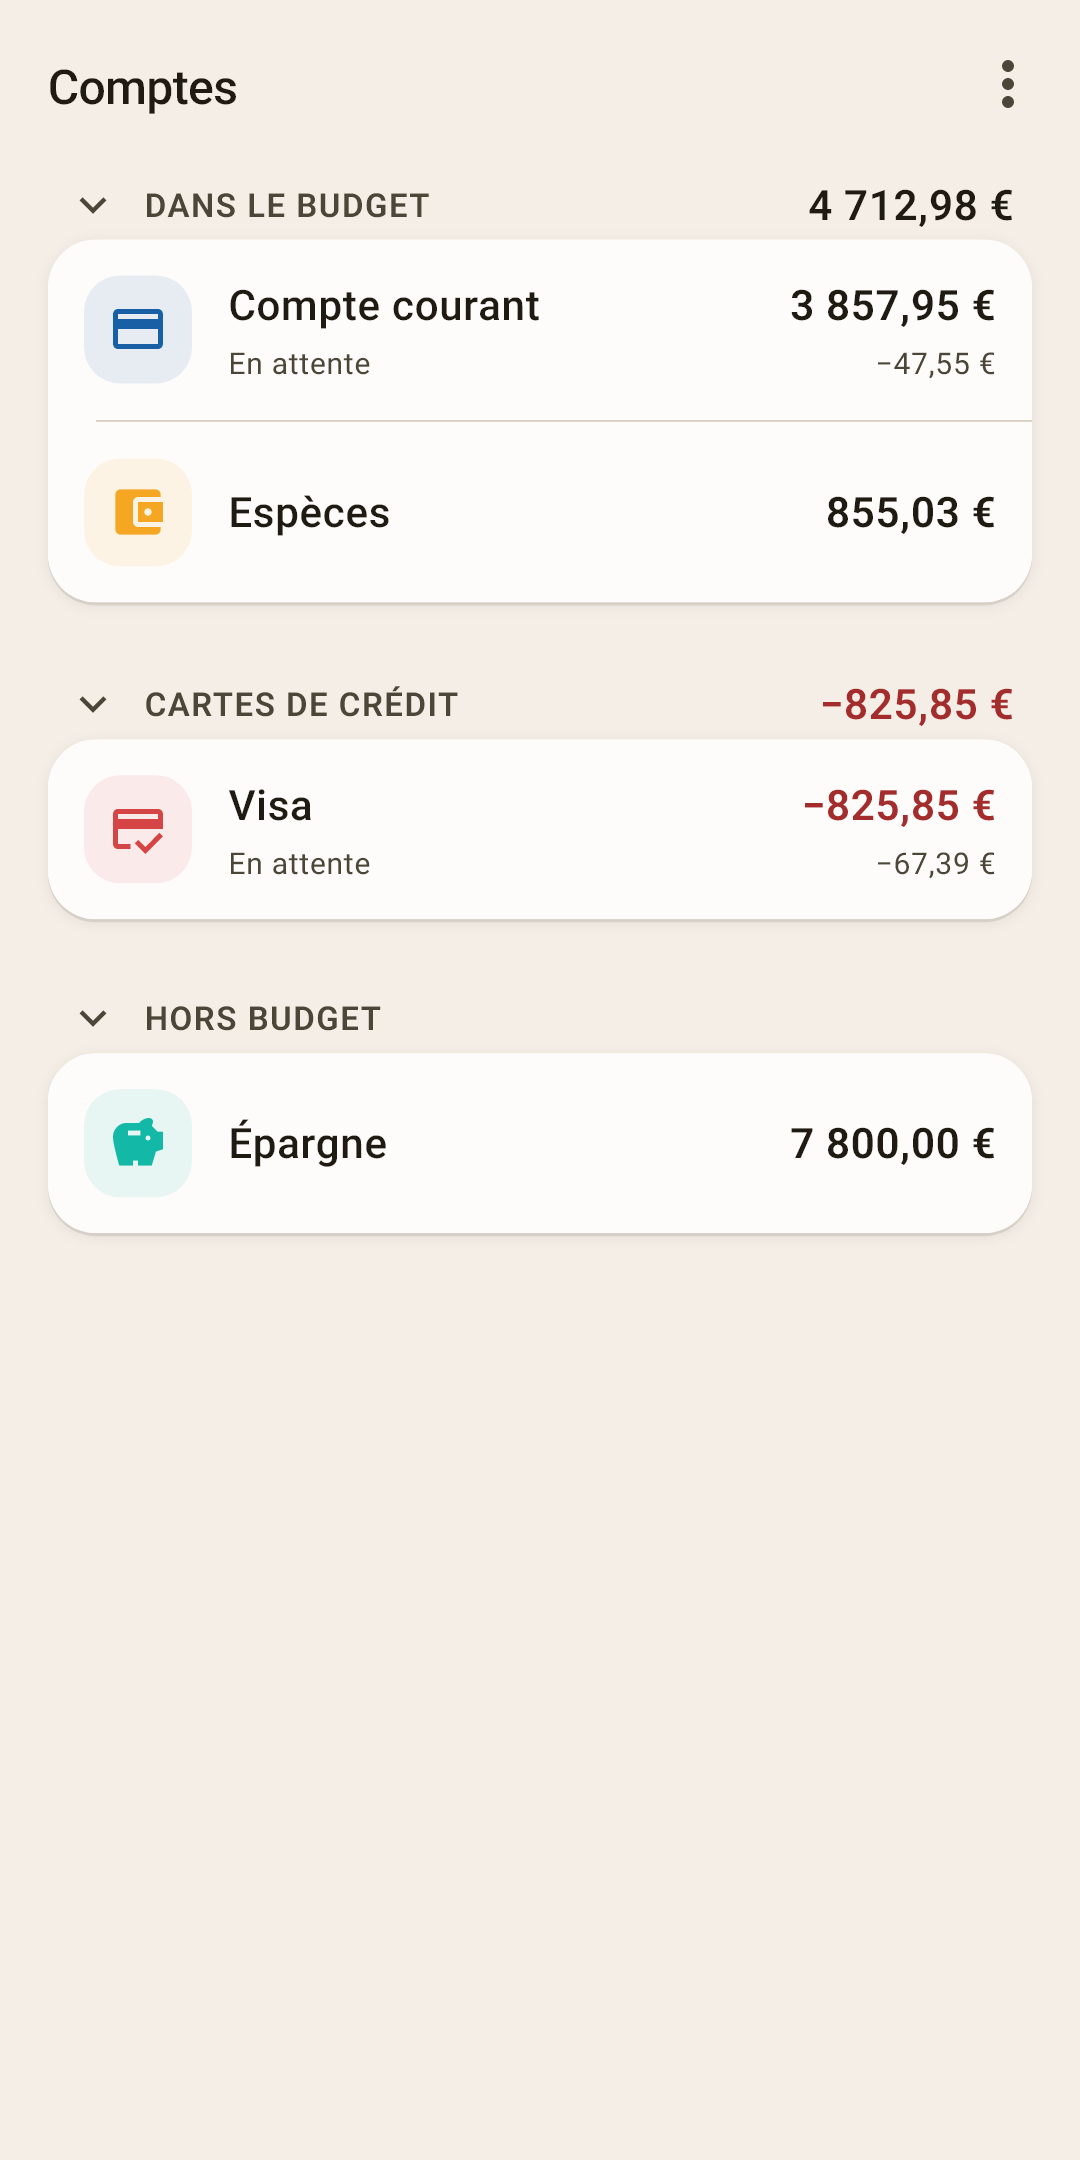 Comptes
DANS LE BUDGET 4 712,98 €
Compte courant 3 857,95 €
En attente −47,55 €
Espèces 855,03 €
CARTES DE CRÉDIT −825,85 €
Visa −825,85 €
En attente −67,39 €
HORS BUDGET
Épargne 7 800,00 €